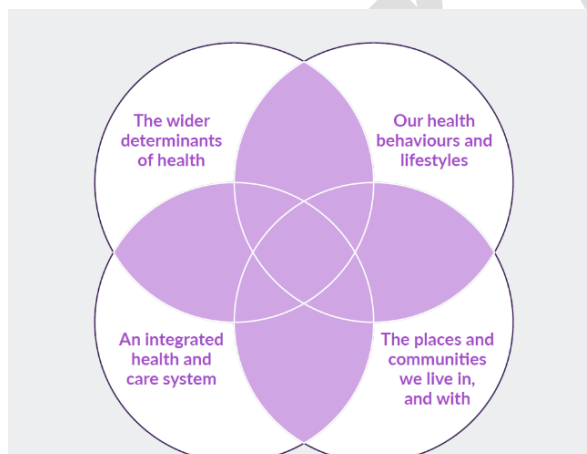 The wider
determinants
of health
Our health
behaviours and
lifestyles
An integrated
health and
care system
The places and
communities
we live in,
and with